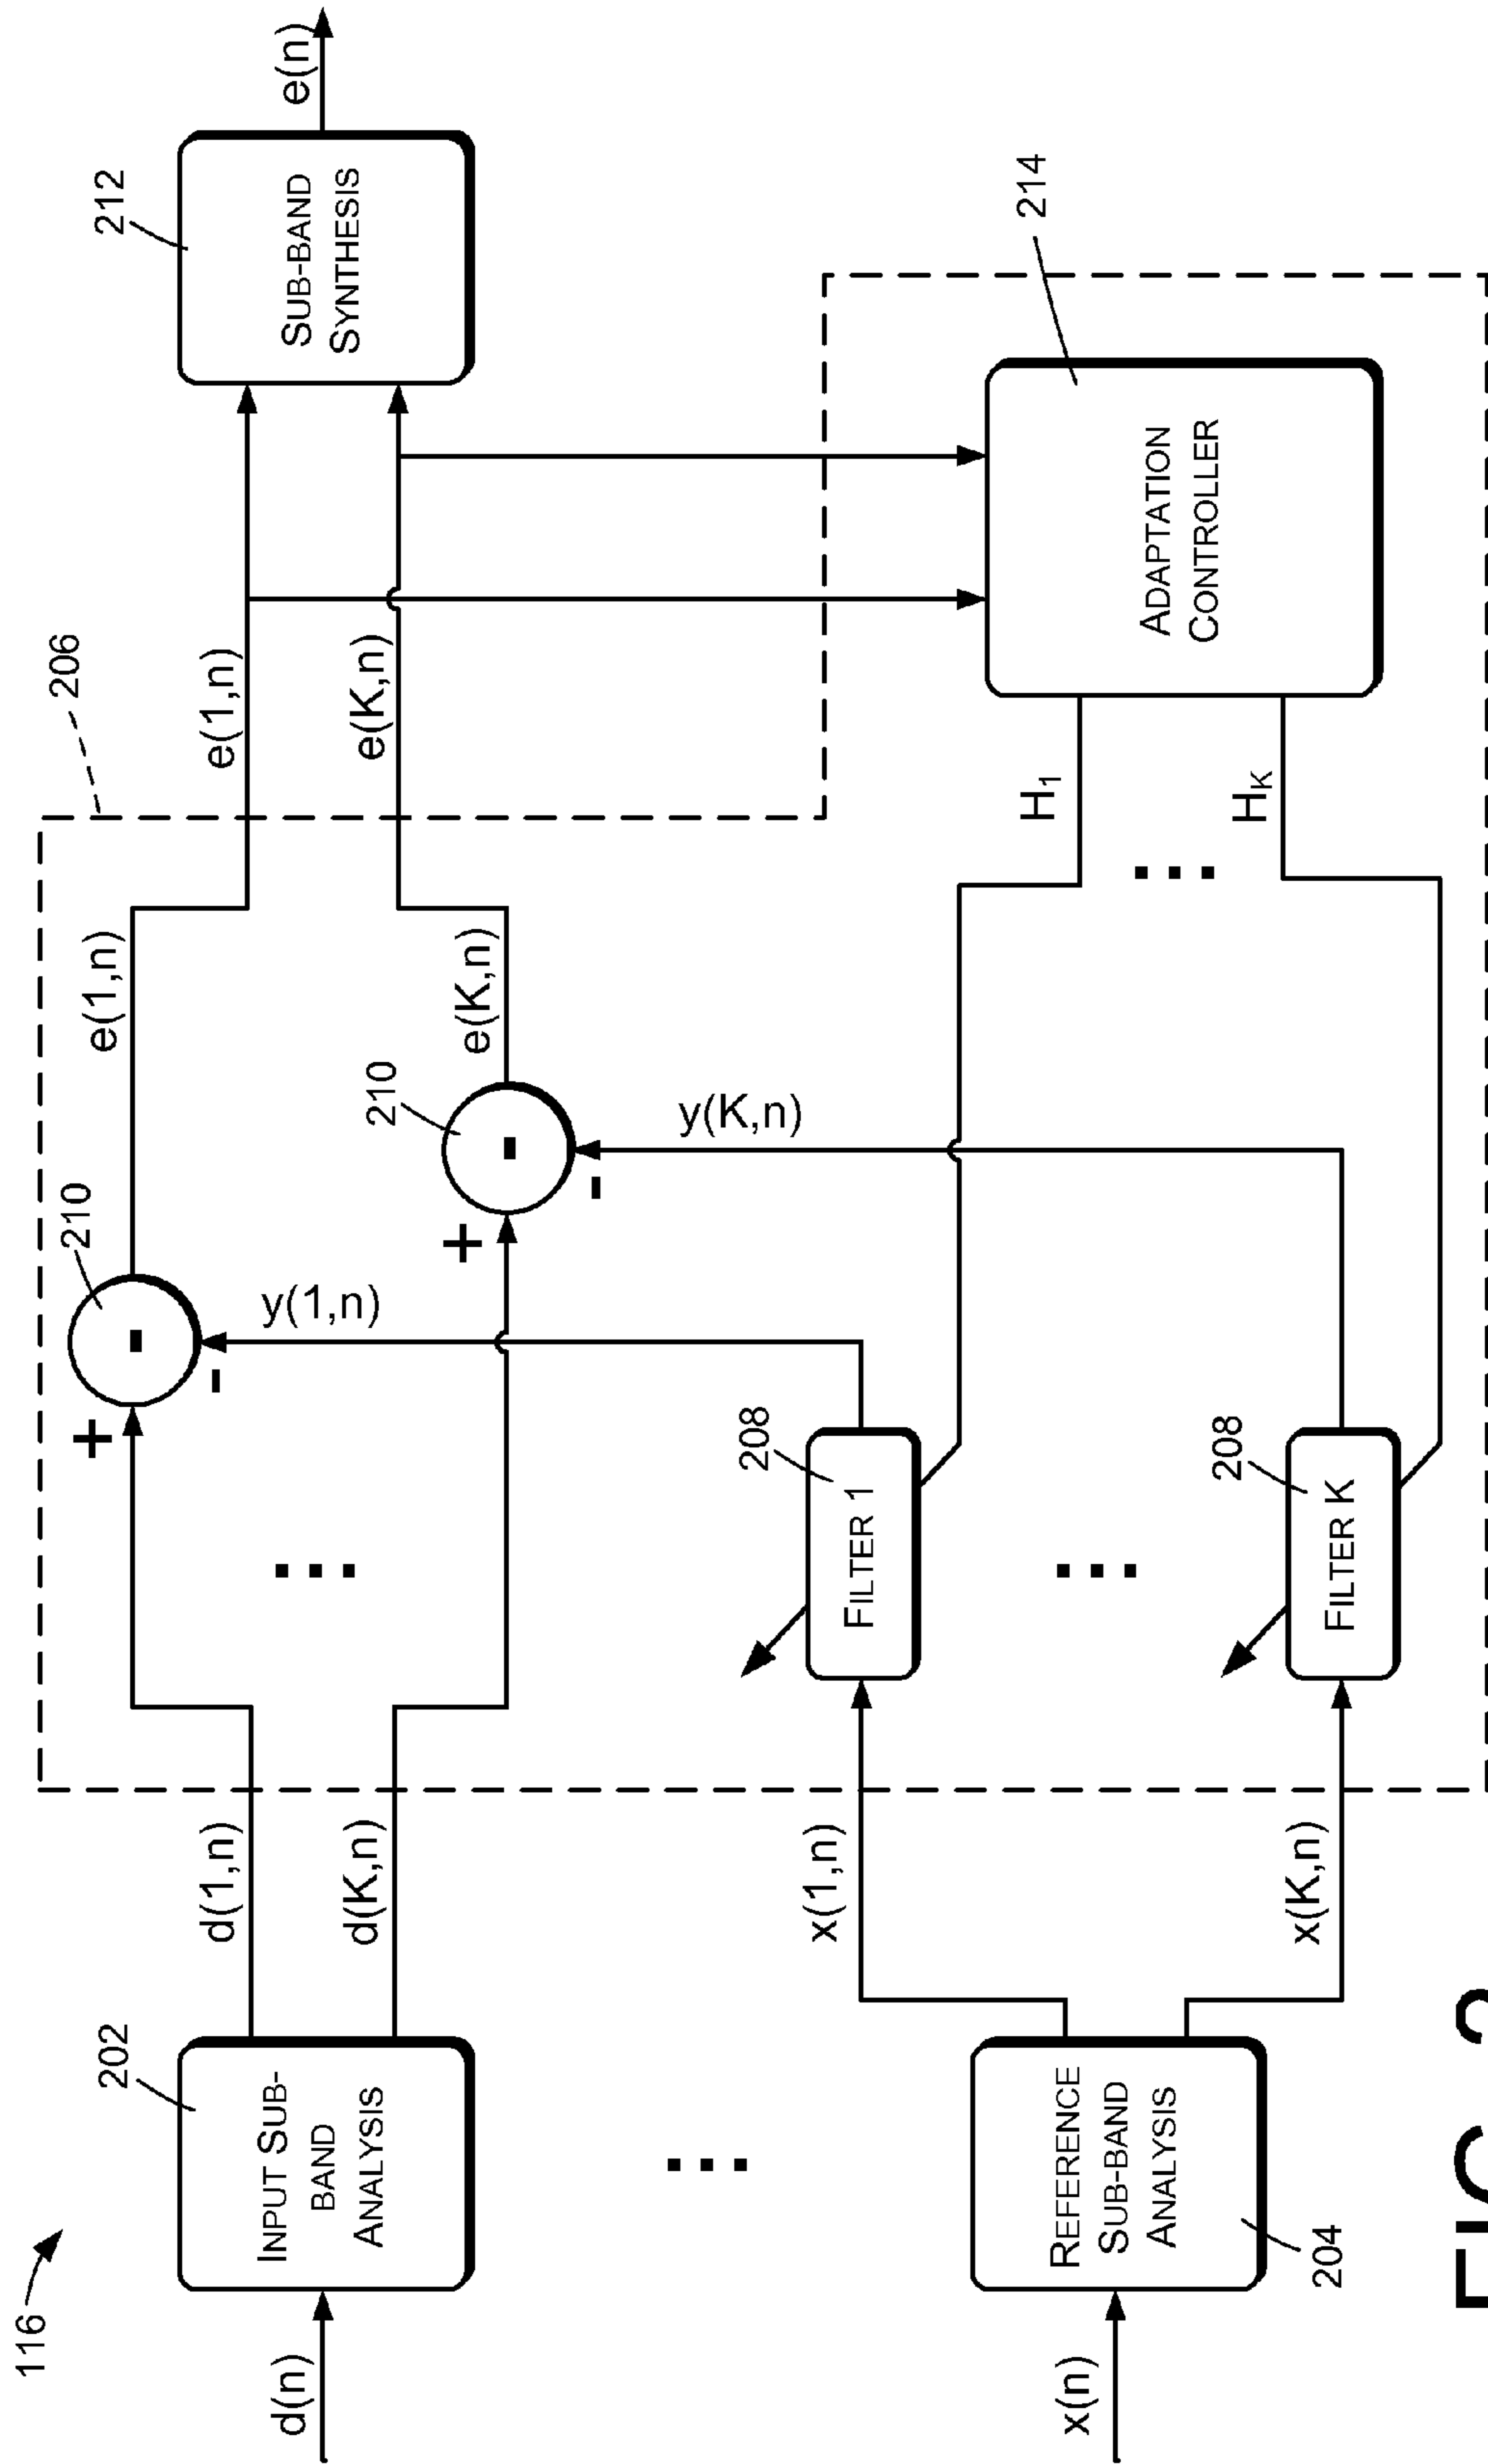 116
d(n)
202
INPUT SUB-
BAND
ANALYSIS
d(1,n)
d(K,n)
206
210
+
-
-
e(1,n)
y(1,n)
210
+
-
-
e(K,n)
y(K,n)
e(1,n)
e(K,n)
212
SUB-BAND
SYNTHESIS
e(n)
...
...
x(n)
REFERENCE
SUB-BAND
ANALYSIS
204
x(1,n)
x(K,n)
208
FILTER 1
...
208
FILTER K
H1
...
HK
214
ADAPTATION
CONTROLLER